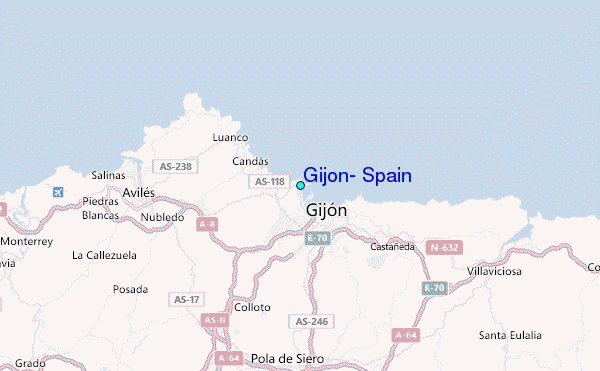 Luanco
Candás
AS-238
AS-118
Gijon- Spain
Salinas
Avilés
Piedras
Blancas
Nubledo
A-8
Gijón
E-70
Monterrey
Castañeda
N-632
La Callezuela
Villaviciosa
Co
avia
Posada
AS-17
E-70
Colloto
AS-II
AS-246
A-64
Santa Eulalia
Grado
A-64
Pola de Siero